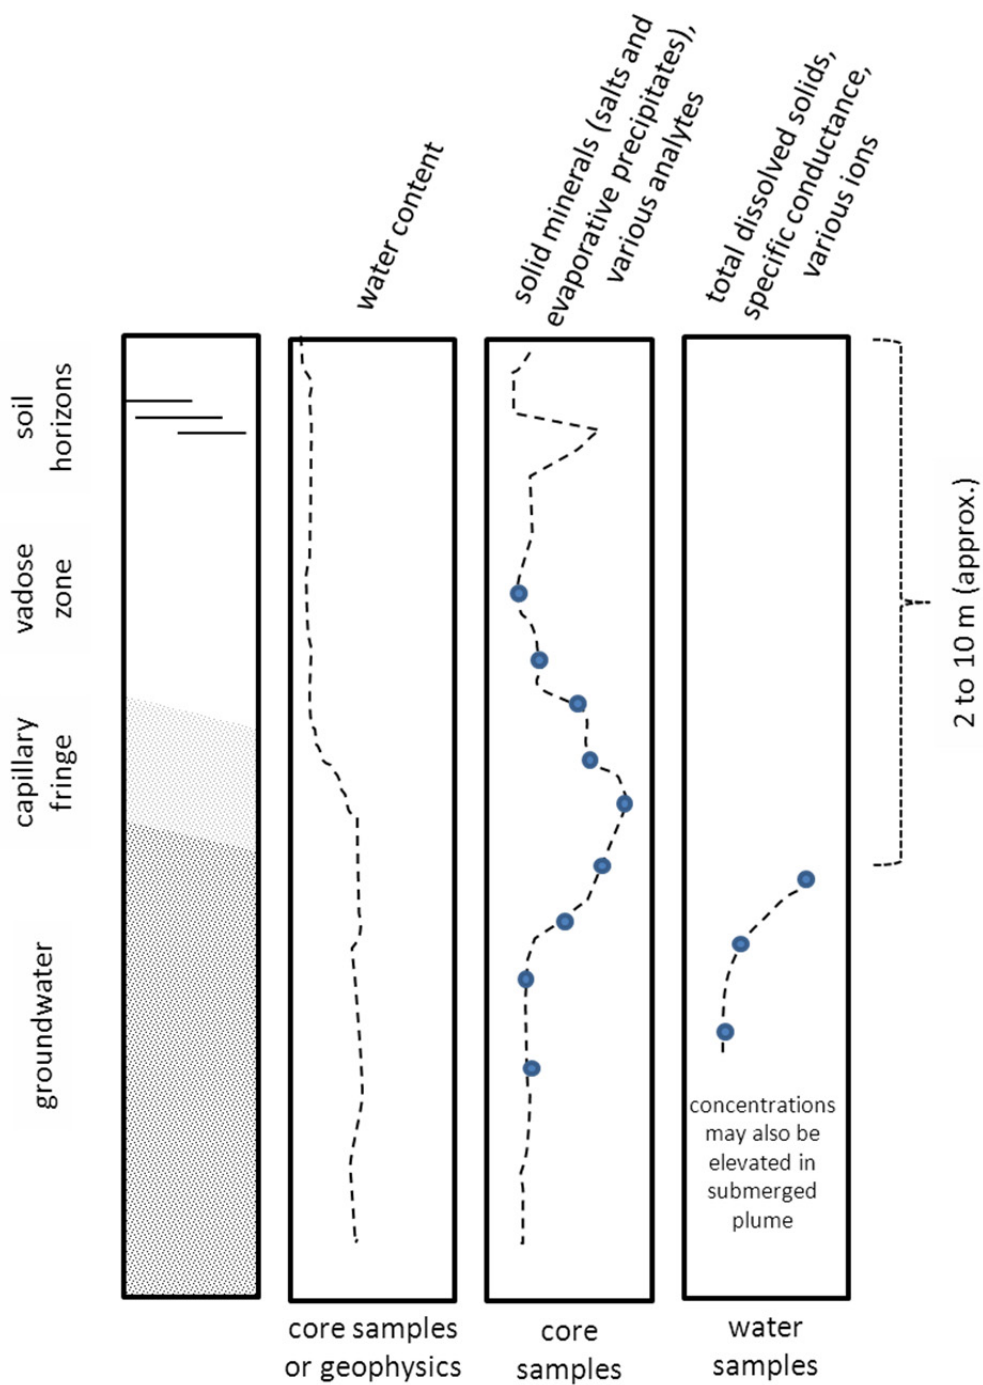 water content
solid minerals (salts and
evaporative precipitates),
various analytes
total dissolved solids,
specific conductance,
various ions
soil
horizons
vadose
zone
capillary
fringe
groundwater
2 to 10 m (approx.)
concentrations
may also be
elevated in
submerged
plume
core samples
or geophysics
core
samples
water
samples